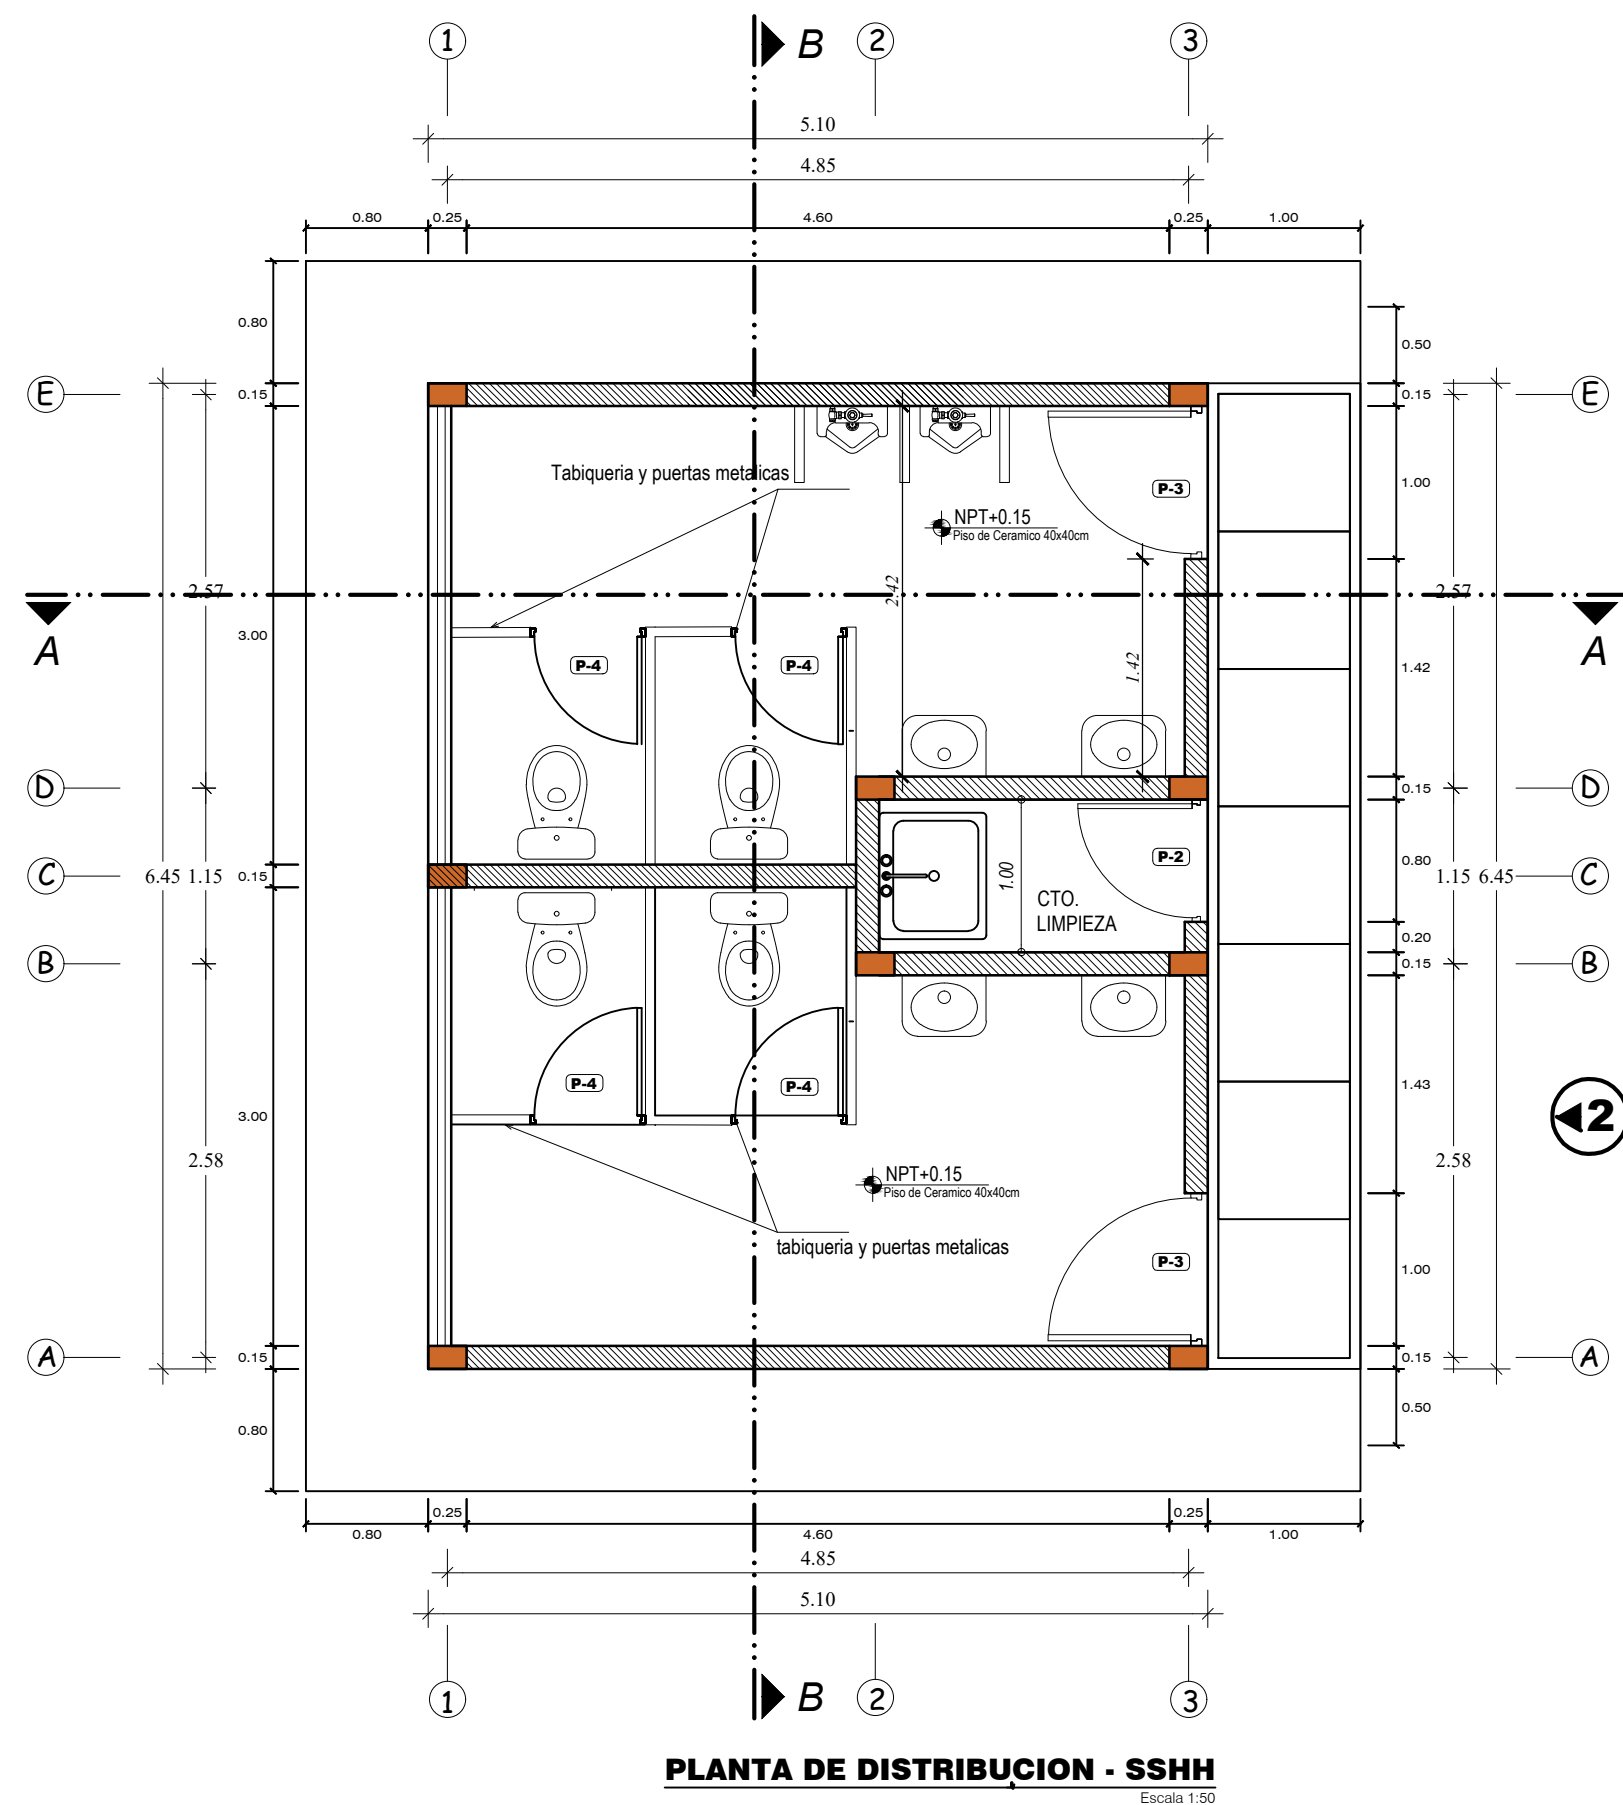 1
B
2
3
5.10
4.85
0.80
0.25
4.60
0.25
1.00
0.80
0.50
E
0.15
0.15
E
Tabiqueria y puertas metalicas
1.00
P-3
NPT+0.15
Piso de Ceramico 40x40cm
2.57
2.42
2.57
A
3.00
P-4
P-4
1.42
1.42
A
D
0.15
D
C
6.45
1.15
0.15
1.00
P-2
0.80
1.15
6.45
C
CTO.
LIMPIEZA
0.20
B
0.15
B
P-4
P-4
1.43
3.00
2
2.58
2.58
NPT+0.15
Piso de Ceramico 40x40cm
tabiqueria y puertas metalicas
P-3
1.00
A
0.15
0.15
A
0.80
0.50
0.25
0.25
0.80
4.60
1.00
4.85
5.10
1
B
2
3
PLANTA DE DISTRIBUCION - SSHH
Escala 1:50